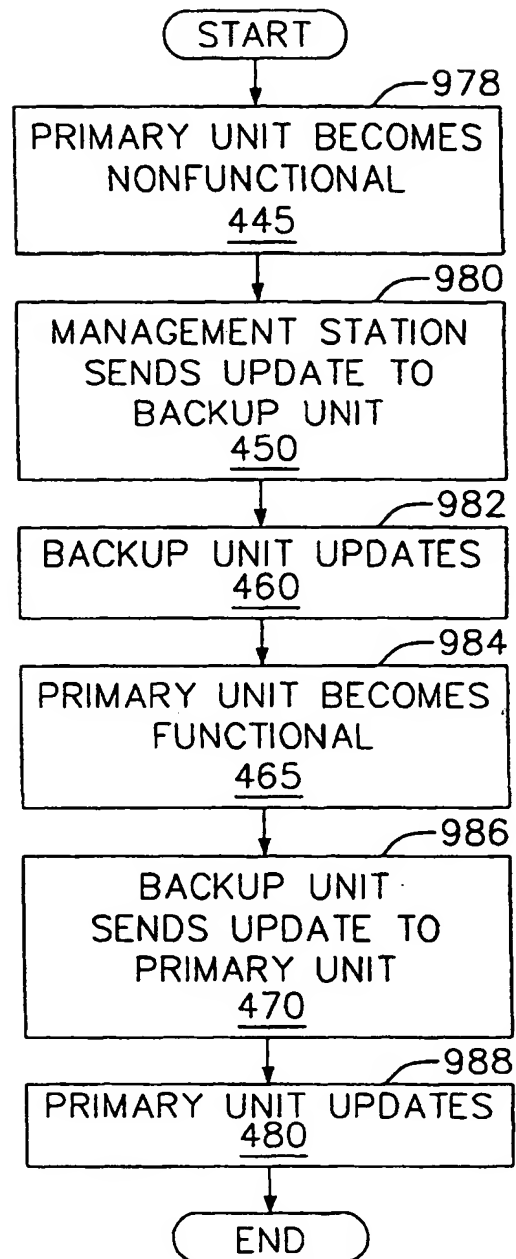 START
978
PRIMARY UNIT BECOMES
NONFUNCTIONAL
445
980
MANAGEMENT STATION
SENDS UPDATE TO
BACKUP UNIT
450
982
BACKUP UNIT UPDATES
460
984
PRIMARY UNIT BECOMES
FUNCTIONAL
465
986
BACKUP UNIT
SENDS UPDATE TO
PRIMARY UNIT
470
988
PRIMARY UNIT UPDATES
480
END